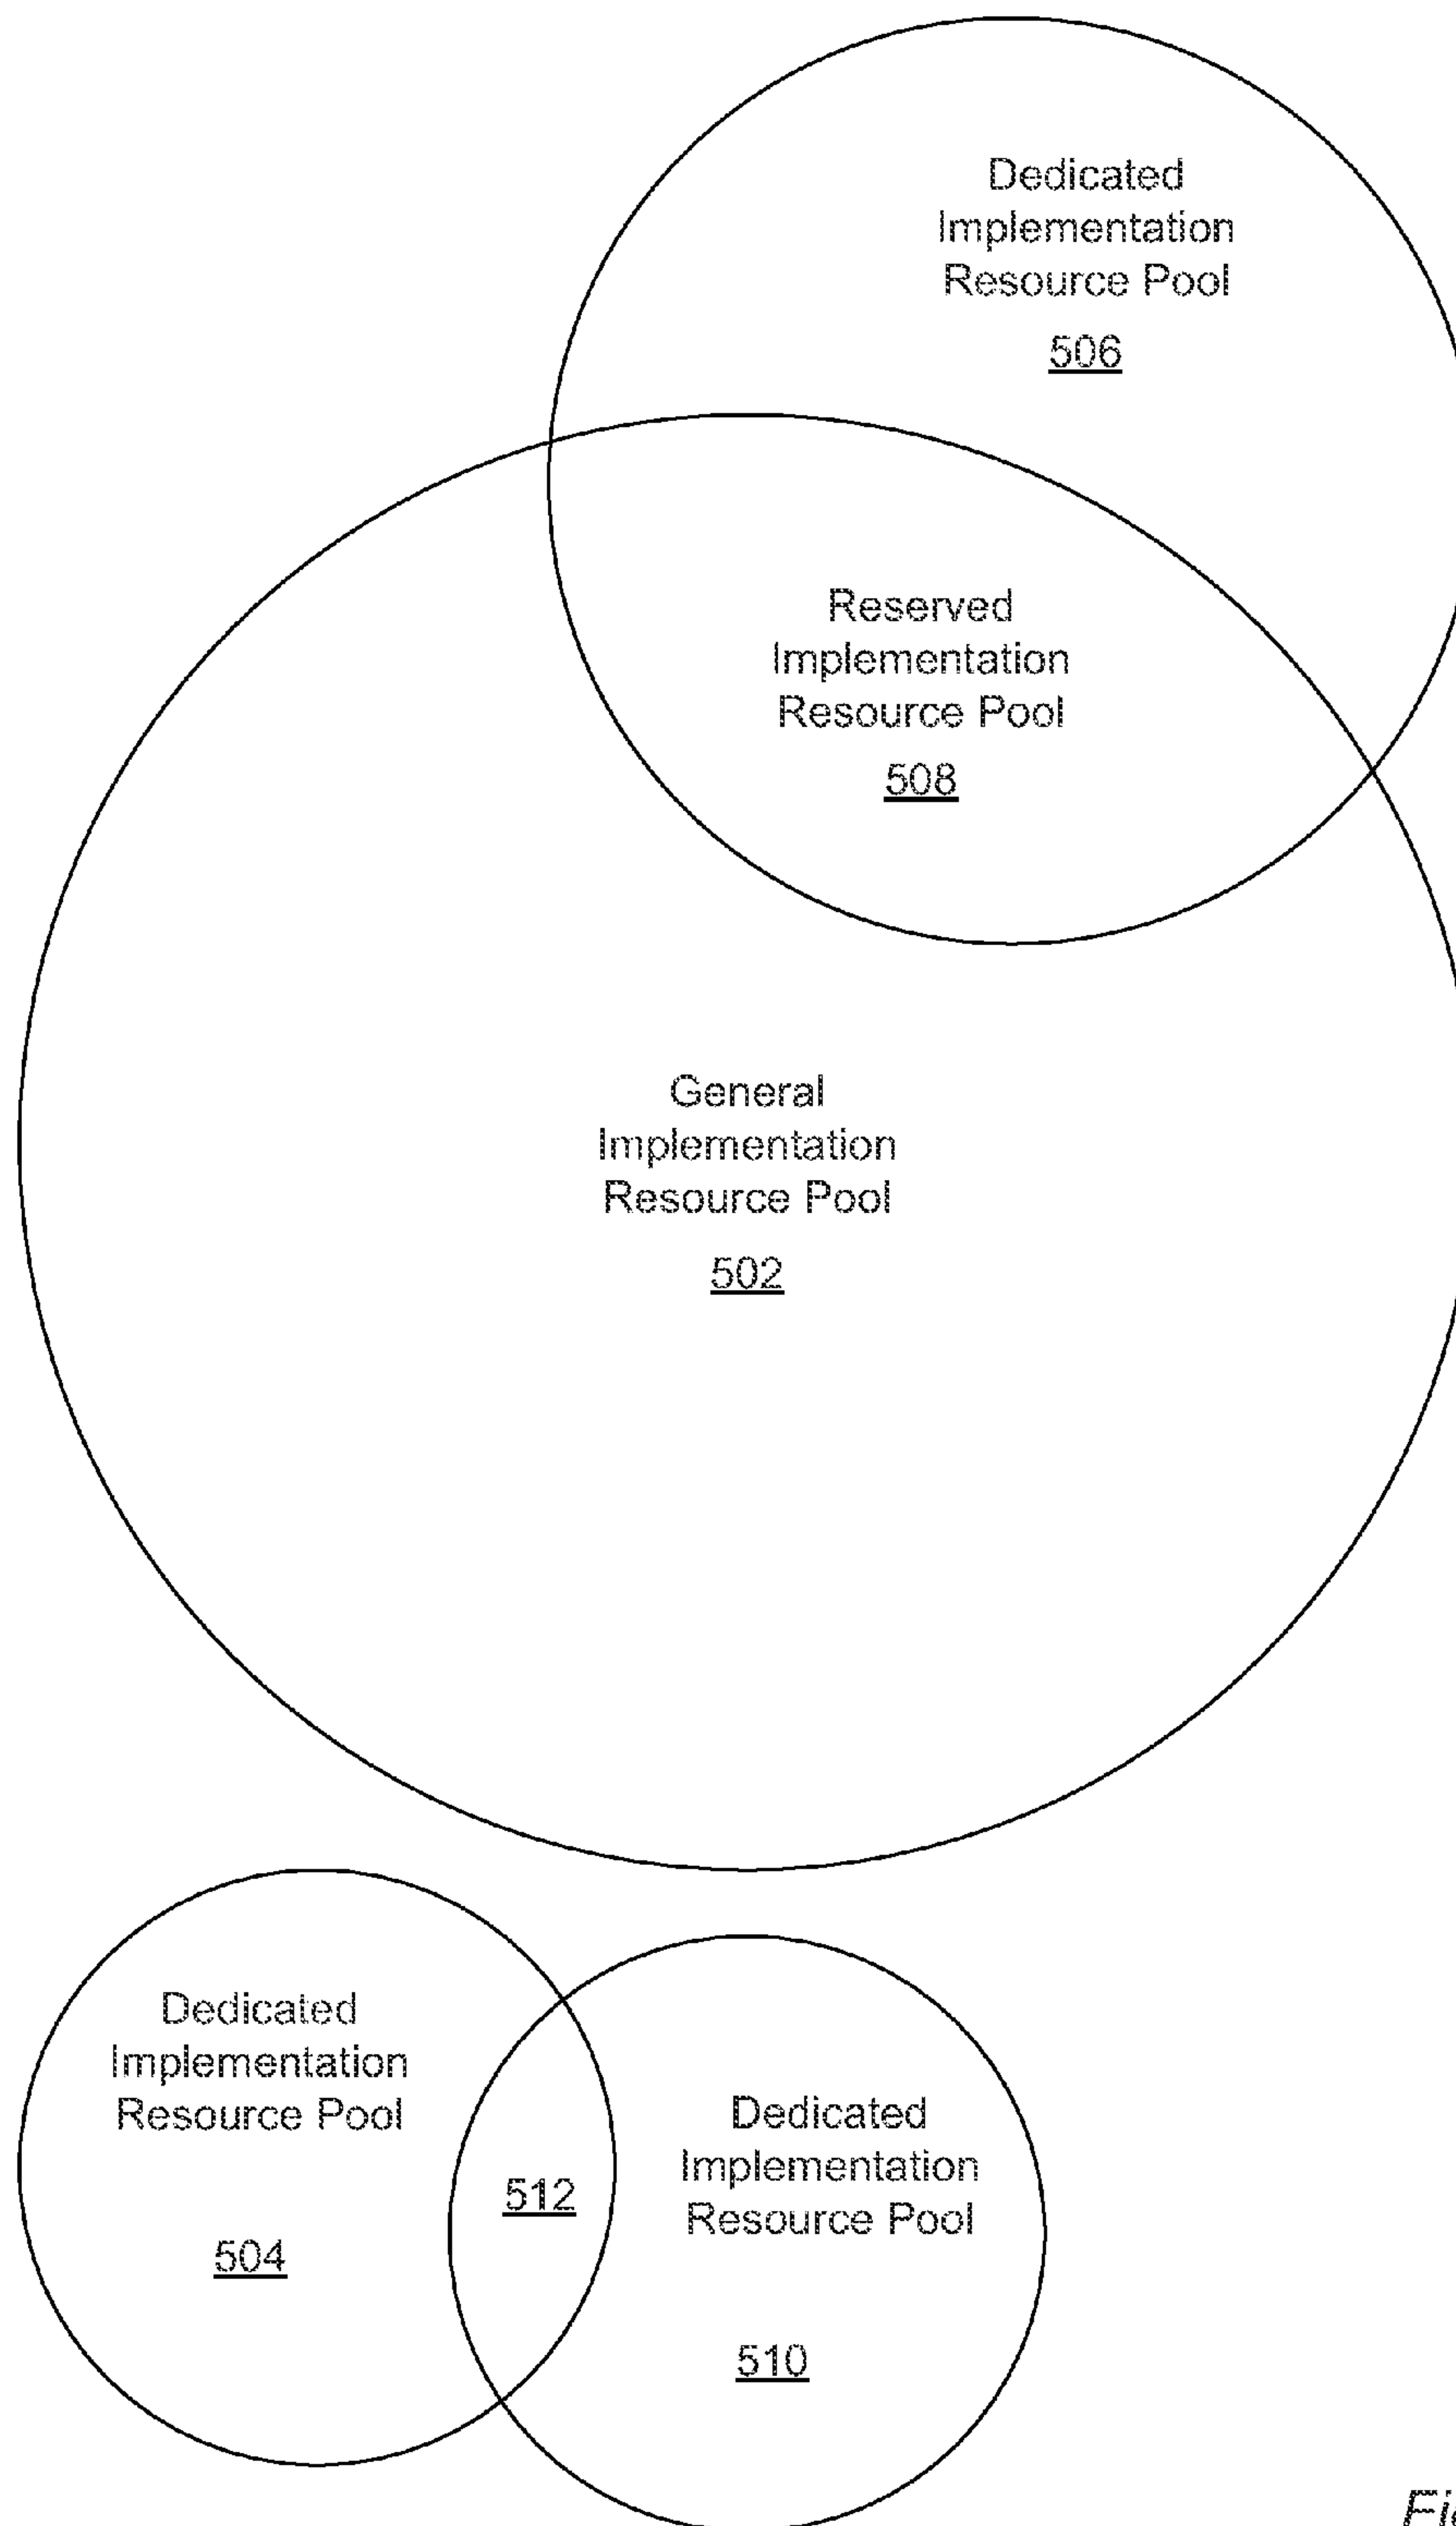 Dedicated
Implementation
Resource Pool
506
Reserved
Implementation
Resource Pool
508
General
Implementation
Resource Pool
502
Dedicated
Implementation
Resource Pool
504
512
Dedicated
Implementation
Resource Pool
510